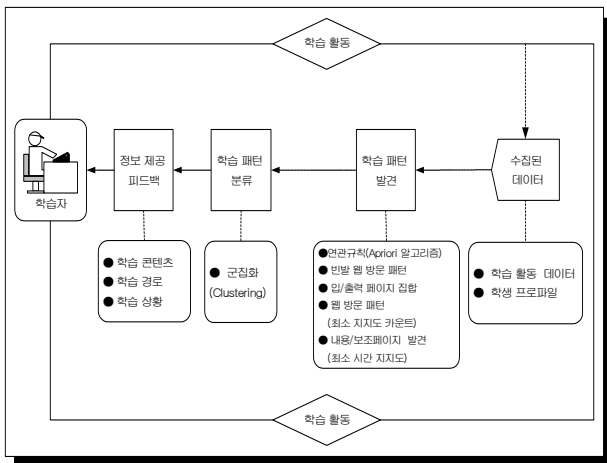 학습 활동
학습자
정보 제공
피드백
학습 패턴
분류
학습 패턴
발견
수집된
데이터
● 학습 콘텐츠
● 학습 경로
● 학습 상황
● 군집화
(Clustering)
●연관규칙(Apriori 알고리즘)
● 빈발 웹 방문 패턴
● 입/출력 페이지 집합
● 웹 방문 패턴
(최소 지지도 카운트)
● 내용/보조페이지 발견
(최소 시간 지지도)
● 학습 활동 데이터
● 학생 프로파일
학습 활동